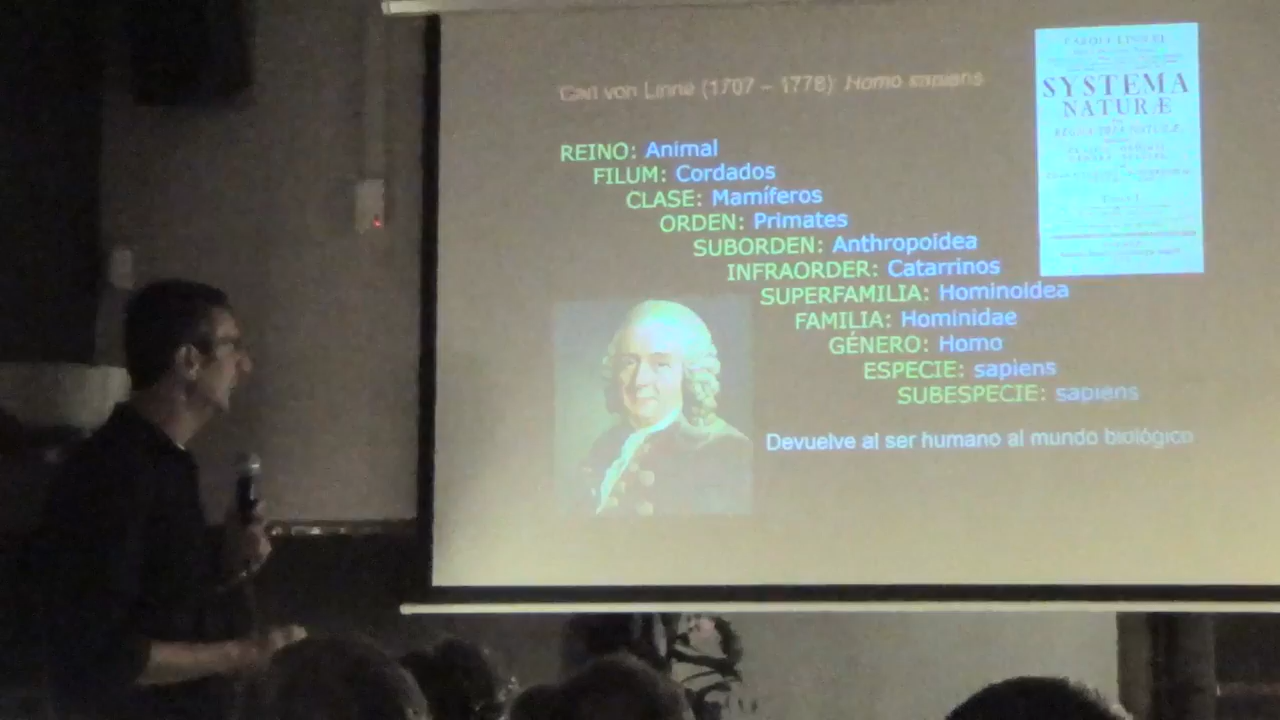 Carl von Linné (1707 – 1778): Homo sapiens
REINO: Animal
FILUM: Cordados
CLASE: Mamíferos
ORDEN: Primates
SUBORDEN: Anthropoidea
INFRAORDER: Catarrinos
SUPERFAMILIA: Hominoidea
FAMILIA: Hominidae
GÉNERO: Homo
ESPECIE: sapiens
SUBESPECIE: sapiens
Devuelve al ser humano al mundo biológico
SYSTEMA
NATURÆ